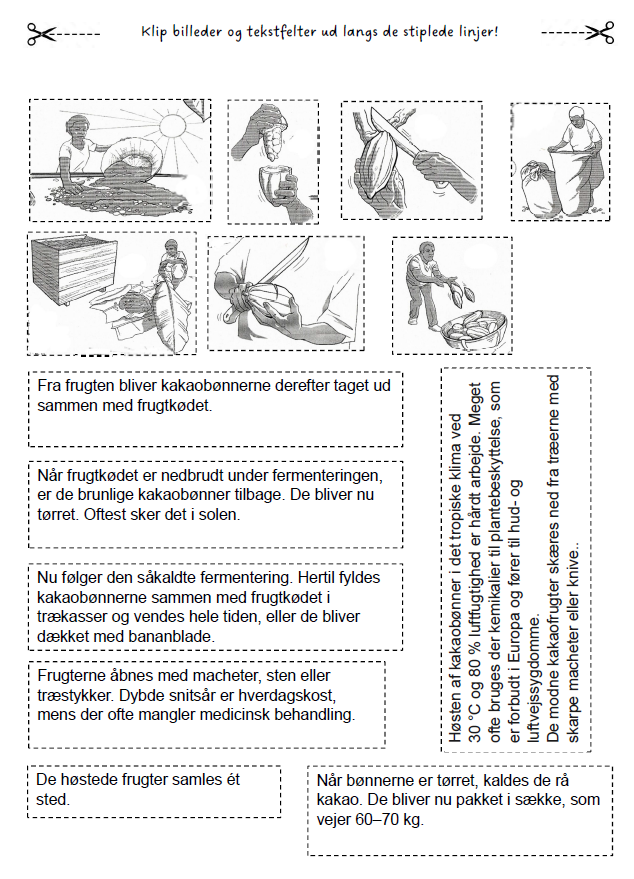 Klip billeder og tekstfelter ud langs de stiplede linjer!
Fra frugten bliver kakaobønnerne derefter taget ud
sammen med frugtkødet.
Når frugtkødet er nedbrudt under fermenteringen,
er de brunlige kakaobønner tilbage. De bliver nu
tørret. Oftest sker det i solen.
Nu følger den såkaldte fermentering. Hertil fyldes
kakaobønnerne sammen med frugtkødet i
trækasser og vendes hele tiden, eller de bliver
dækket med bananblade.
Frugterne åbnes med macheter, sten eller
træstykker. Dybde snitsår er hverdagskost,
mens der ofte mangler medicinsk behandling.
Høsten af kakaobønner i det tropiske klima ved
30 °C og 80 % luftfugtighed er hårdt arbejde. Meget
ofte bruges der kemikalier til plantebeskyttelse, som
er forbudt i Europa og fører til hud- og
luftvejssygdomme.
De modne kakaofrugter skæres ned fra træerne med
skarpe macheter eller knive..
De høstede frugter samles ét
sted.
Når bønnerne er tørret, kaldes de rå
kakao. De bliver nu pakket i sække, som
vejer 60–70 kg.